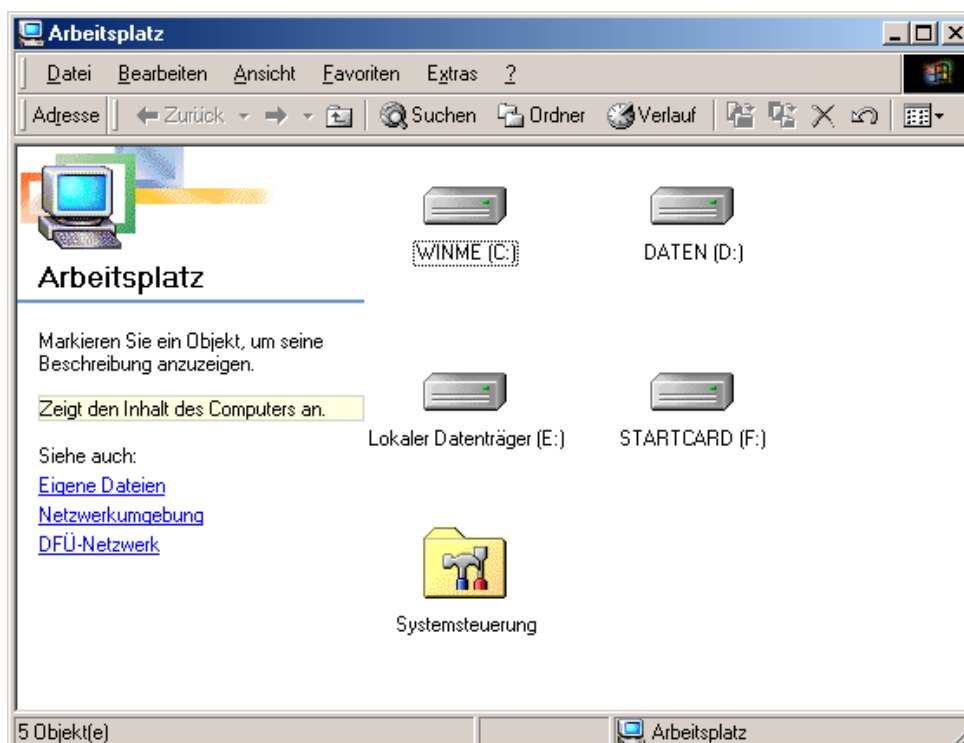 Arbeitsplatz
Datei Bearbeiten Ansicht Favoriten Extras ?
Adresse Zurück Suchen Ordner Verlauf
WINME (C:) DATEN (D:)
Arbeitsplatz
Markieren Sie ein Objekt, um seine
Beschreibung anzuzeigen.
Zeigt den Inhalt des Computers an.
Lokaler Datenträger (E:) STARTCARD (F:)
Siehe auch:
Eigene Dateien
Netzwerkumgebung
DFÜ-Netzwerk
Systemsteuerung
5 Objekt(e) Arbeitsplatz